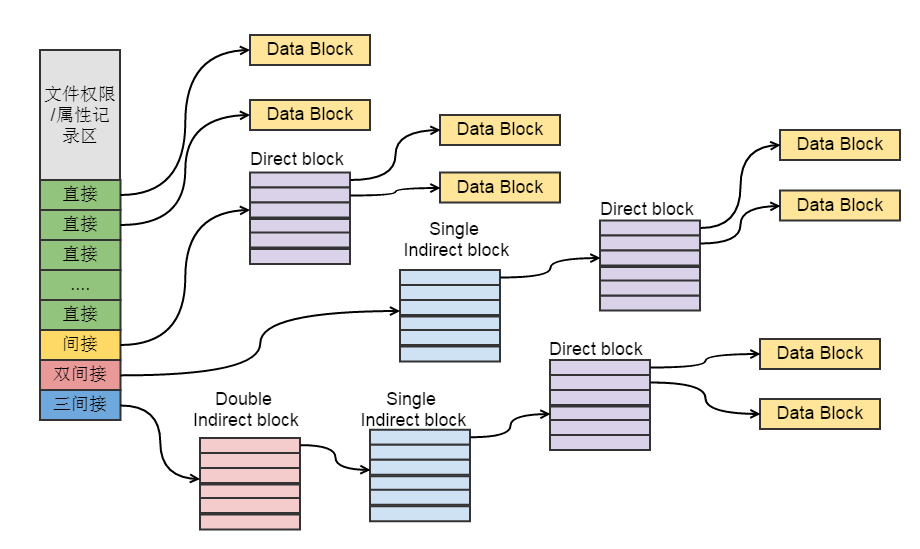 文件权限
/属性记
录区
直接
直接
直接
....
直接
间接
双间接
三间接
Data Block
Data Block
Direct block
Data Block
Data Block
Single
Indirect block
Direct block
Data Block
Data Block
Double
Indirect block
Single
Indirect block
Direct block
Data Block
Data Block